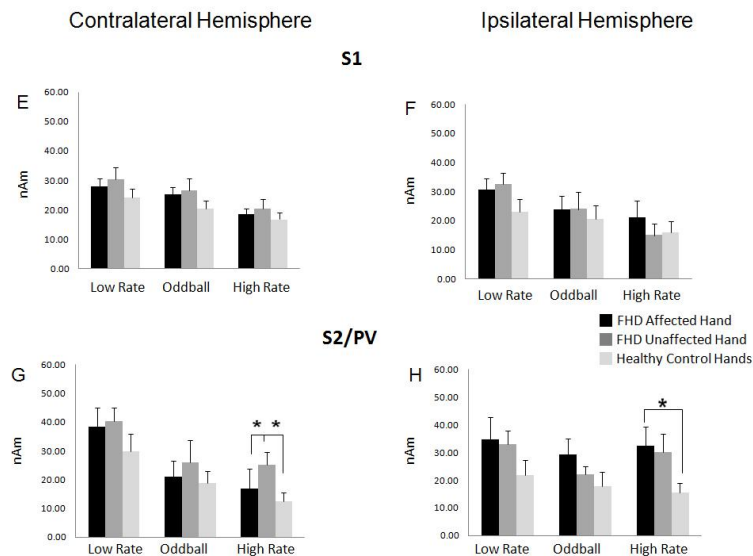 Contralateral Hemisphere
Ipsilateral Hemisphere
S1
E
60.00
50.00
40.00
30.00
20.00
10.00
0.00
nAm
Low Rate
Oddball
High Rate
F
60.00
50.00
40.00
30.00
20.00
10.00
0.00
nAm
Low Rate
Oddball
High Rate
FHD Affected Hand
FHD Unaffected Hand
Healthy Control Hands
S2/PV
G
60.00
50.00
40.00
30.00
20.00
10.00
0.00
nAm
* *
Low Rate
Oddball
High Rate
H
60.00
50.00
40.00
30.00
20.00
10.00
0.00
nAm
*
Low Rate
Oddball
High Rate